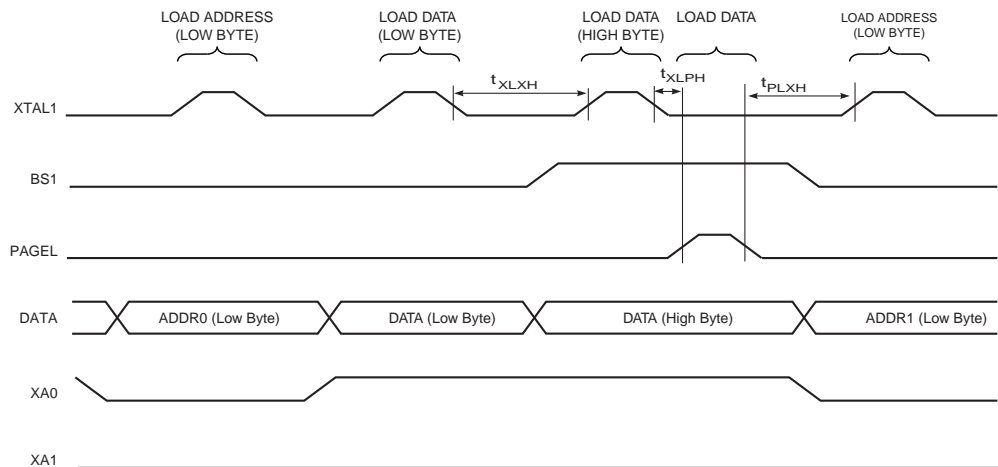 LOAD ADDRESS
(LOW BYTE)
LOAD DATA
(LOW BYTE)
LOAD DATA
(HIGH BYTE)
LOAD DATA
LOAD ADDRESS
(LOW BYTE)
t XLXH
tXLPH
tPLXH
XTAL1
BS1
PAGEL
DATA
ADDR0 (Low Byte)
DATA (Low Byte)
DATA (High Byte)
ADDR1 (Low Byte)
XA0
XA1